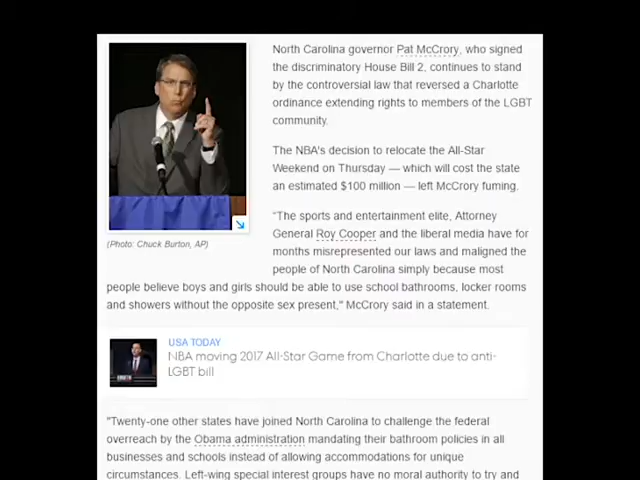 North Carolina governor Pat McCrory, who signed
the discriminatory House Bill 2, continues to stand
by the controversial law that reversed a Charlotte
ordinance extending rights to members of the LGBT
community.
The NBA's decision to relocate the All-Star
Weekend on Thursday — which will cost the state
an estimated $100 million — left McCrory fuming.
"The sports and entertainment elite, Attorney
General Roy Cooper and the liberal media have for
months misrepresented our laws and maligned the
(Photo: Chuck Burton, AP)
people of North Carolina simply because most
people believe boys and girls should be able to use school bathrooms, locker rooms
and showers without the opposite sex present," McCrory said in a statement.
USA TODAY
NBA moving 2017 All-Star Game from Charlotte due to anti-
LGBT bill
"Twenty-one other states have joined North Carolina to challenge the federal
overreach by the Obama administration mandating their bathroom policies in all
businesses and schools instead of allowing accommodations for unique
circumstances. Left-wing special interest groups have no moral authority to try and